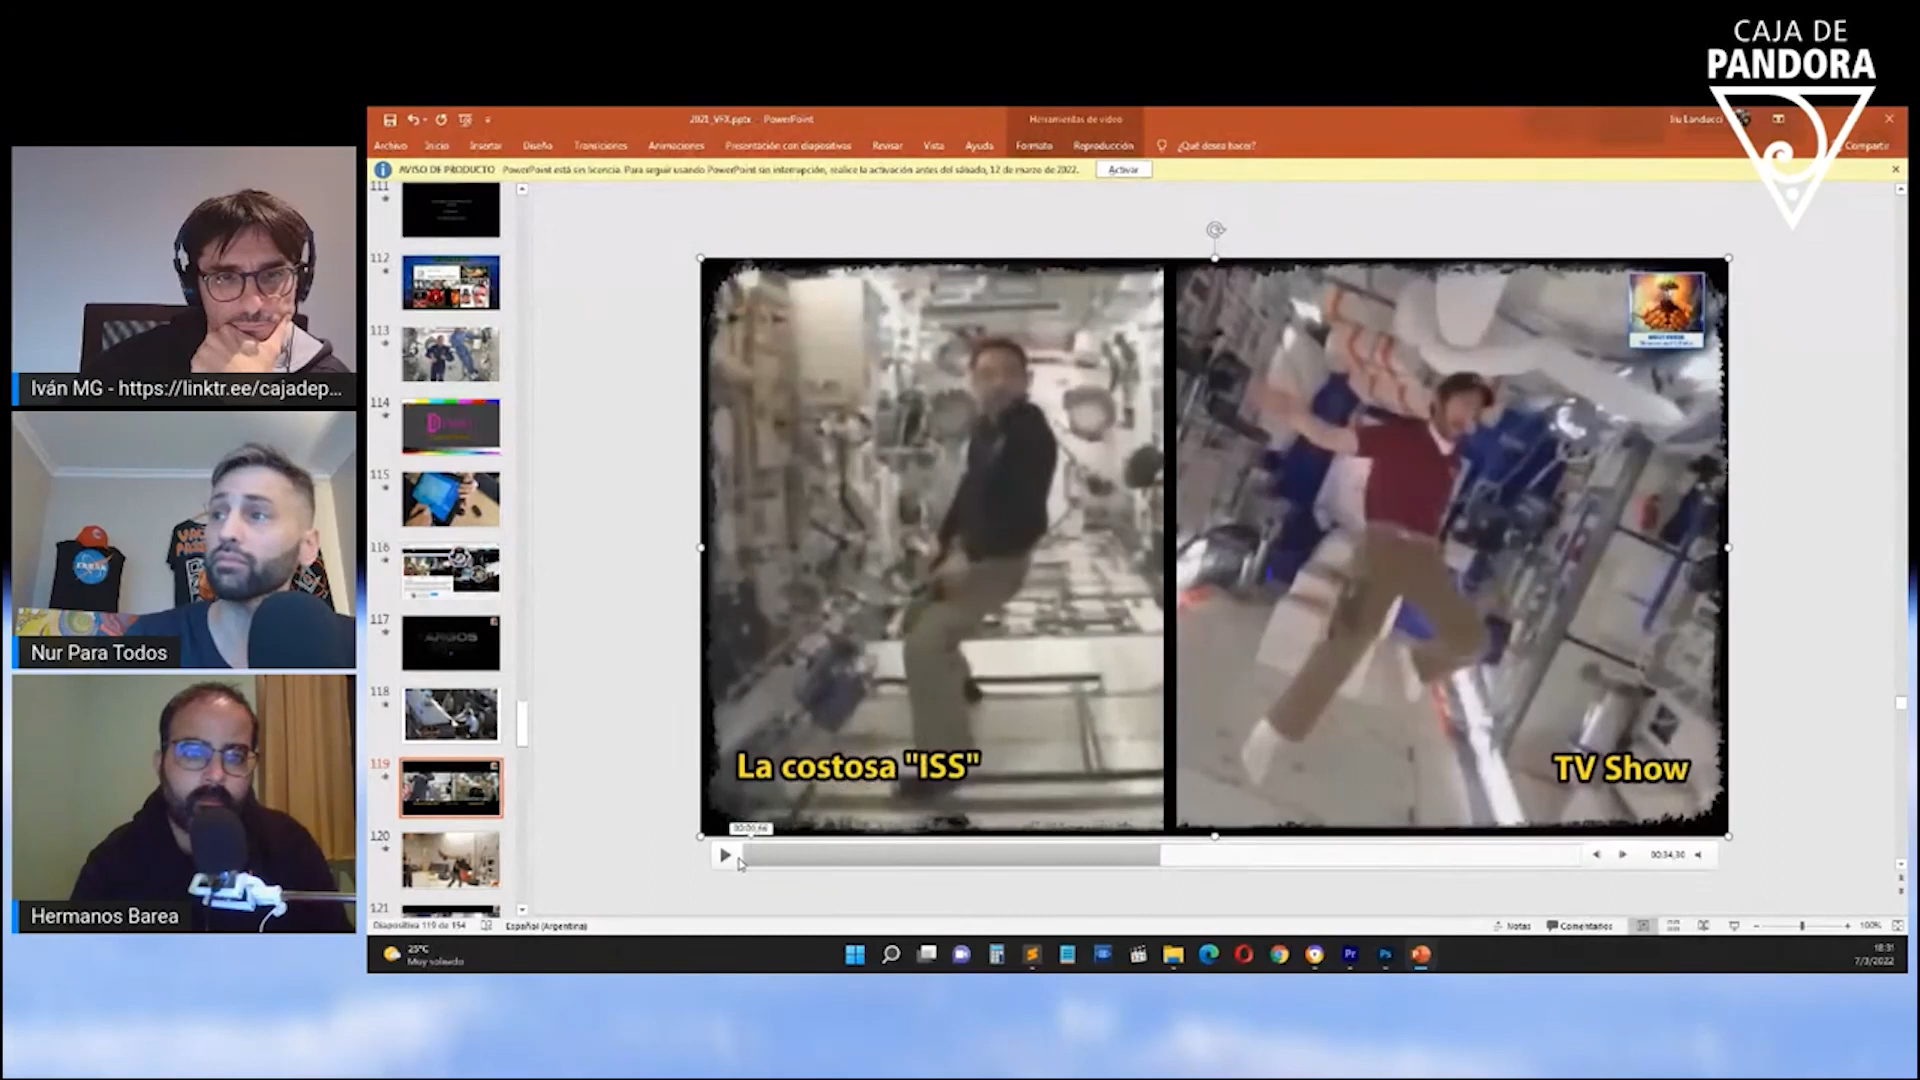 CAJA DE
PANDORA
2021_VFX.pptx - PowerPoint
Herramientas de video
Archivo
Inicio
Insertar
Diseño
Transiciones
Animaciones
Presentación con diapositivas
Revisar
Vista
Ayuda
Formato
Reproducción
¿Qué desea hacer?
Compartir
AVISO DE PRODUCTO
PowerPoint está sin licencia. Para seguir usando PowerPoint sin interrupción, realice la activación antes del sábado, 12 de marzo de 2022.
Activar
Iván MG - https://linktr.ee/cajadep...
Nur Para Todos
Hermanos Barea
111
112
113
114
115
116
117
ARGOS
118
119
120
121
La costosa "ISS"
TV Show
00:34,30
Diapositiva 119 de 154
Español (Argentina)
Notas
Comentarios
100%
25°C
Muy soleado
18:31
7/3/2022